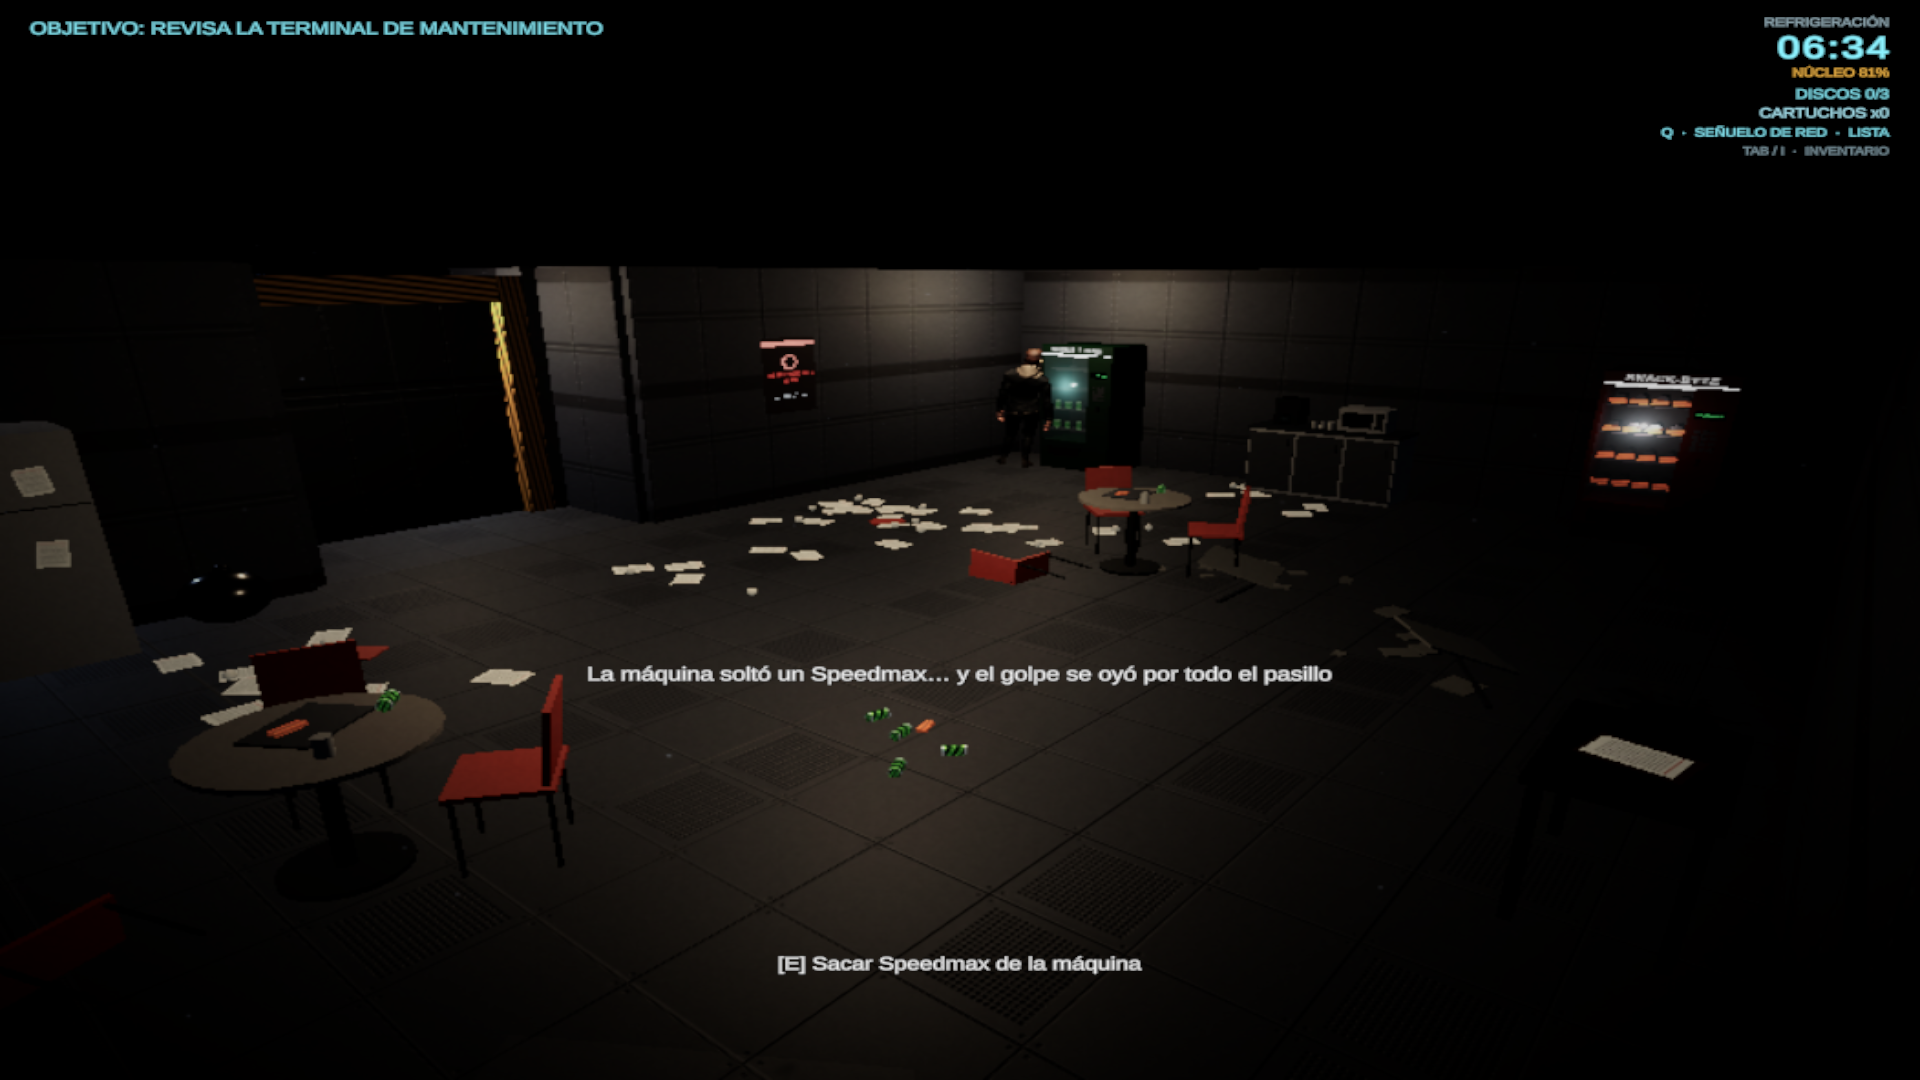 OBJETIVO: REVISA LA TERMINAL DE MANTENIMIENTO
REFRIGERACIÓN
06:34
NÚCLEO 81%
DISCOS 0/3
CARTUCHOS x0
Q · SEÑUELO DE RED · LISTA
TAB / I · INVENTARIO
La máquina soltó un Speedmax... y el golpe se oyó por todo el pasillo
[E] Sacar Speedmax de la máquina